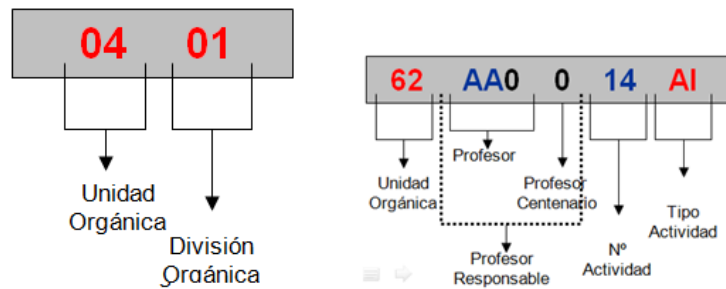 04 01
Unidad
Orgánica
División
Orgánica
62 AA0 0 14 AI
Profesor
Unidad
Orgánica
Profesor
Centenario
Tipo
Actividad
Nº
Actividad
Profesor
Responsable